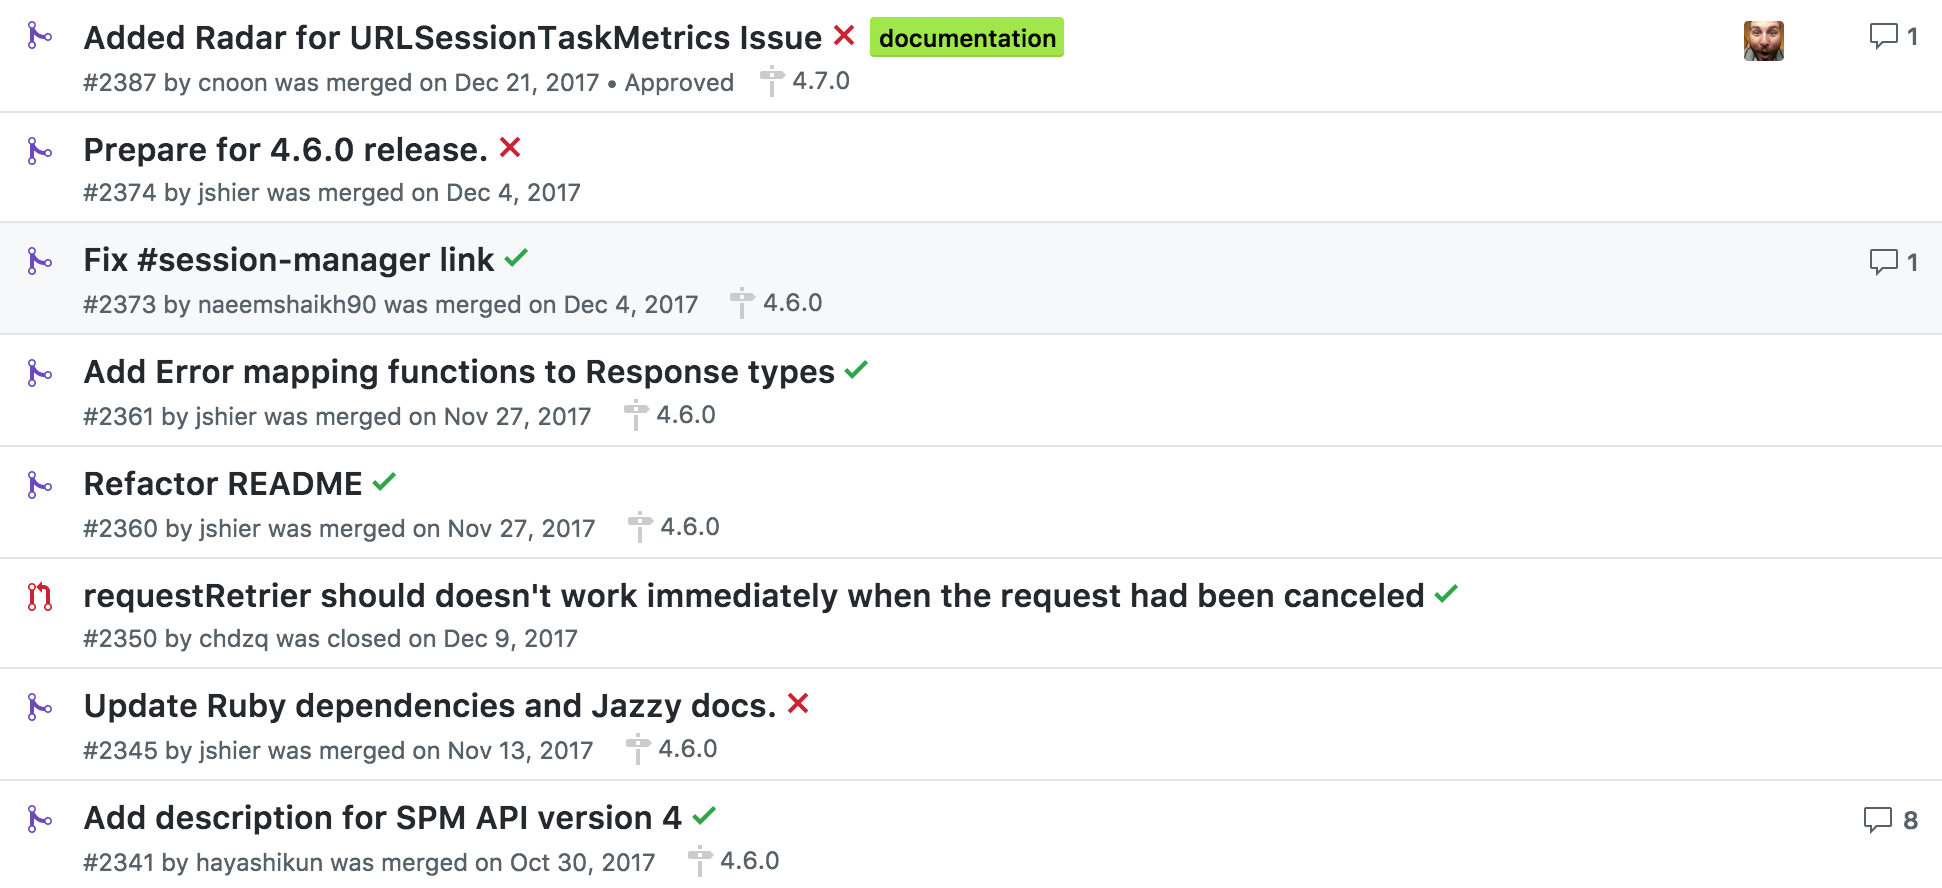 Added Radar for URLSessionTaskMetrics Issue documentation 1
#2387 by cnoon was merged on Dec 21, 2017 • Approved 4.7.0
Prepare for 4.6.0 release.
#2374 by jshier was merged on Dec 4, 2017
Fix #session-manager link 1
#2373 by naeemshaikh90 was merged on Dec 4, 2017 4.6.0
Add Error mapping functions to Response types
#2361 by jshier was merged on Nov 27, 2017 4.6.0
Refactor README
#2360 by jshier was merged on Nov 27, 2017 4.6.0
requestRetrier should doesn't work immediately when the request had been canceled
#2350 by chdzq was closed on Dec 9, 2017
Update Ruby dependencies and Jazzy docs.
#2345 by jshier was merged on Nov 13, 2017 4.6.0
Add description for SPM API version 4 8
#2341 by hayashikun was merged on Oct 30, 2017 4.6.0